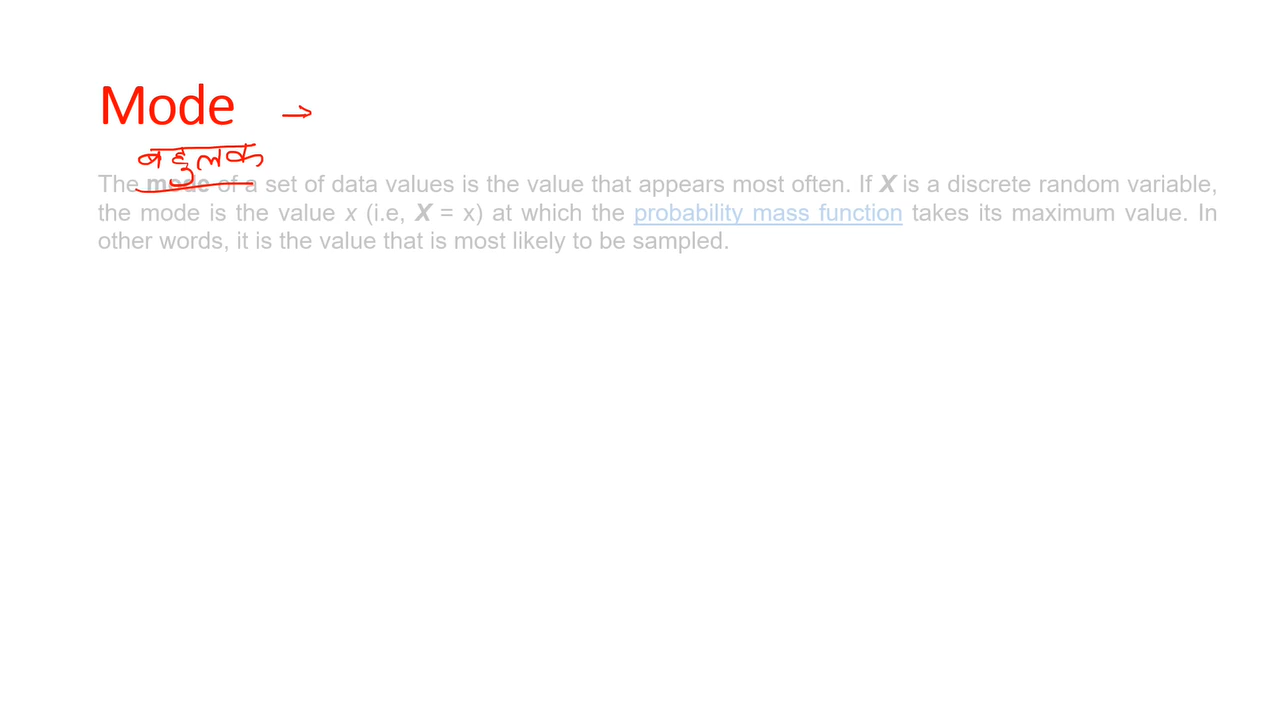 Mode →
बहुलक
The mode of a set of data values is the value that appears most often. If X is a discrete random variable,
the mode is the value x (i.e, X = x) at which the probability mass function takes its maximum value. In
other words, it is the value that is most likely to be sampled.